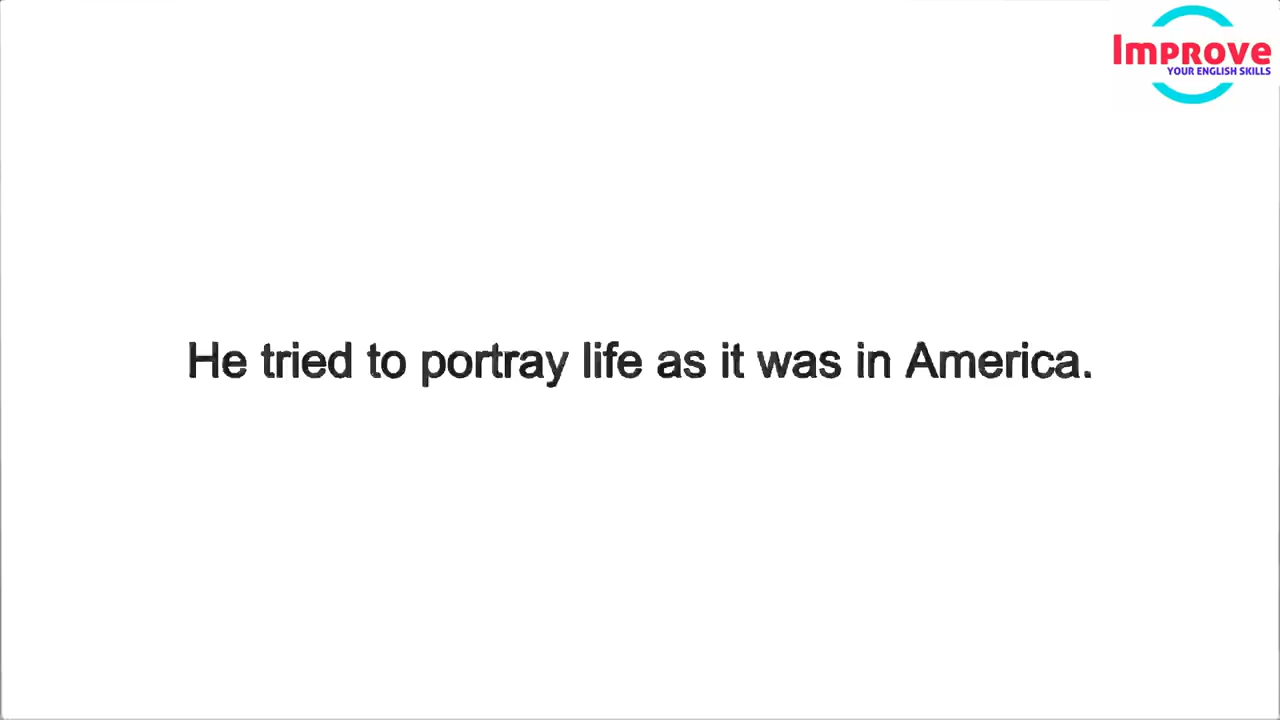 Improve
YOUR ENGLISH SKILLS
He tried to portray life as it was in America.